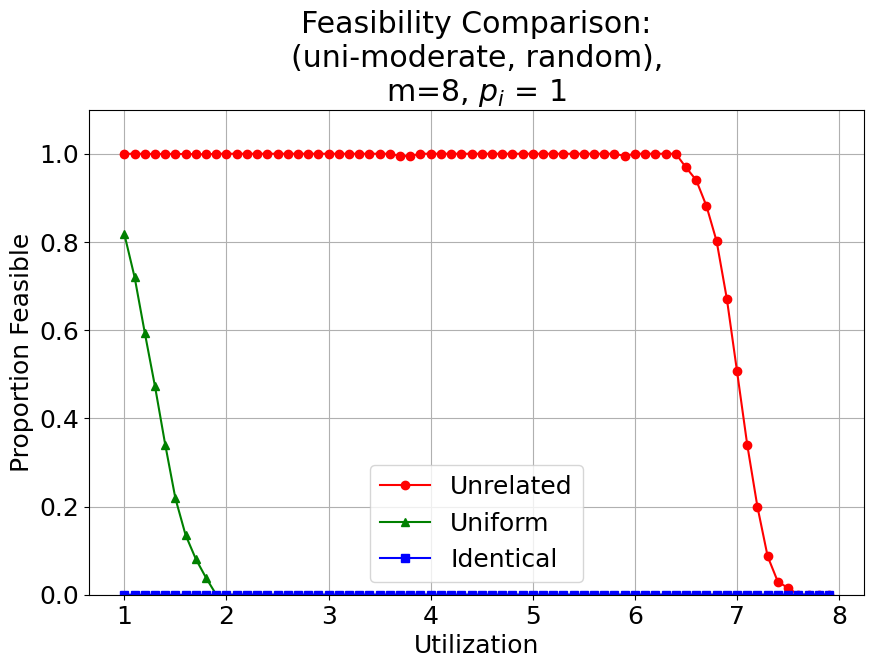 Feasibility Comparison:
(uni-moderate, random),
m=8, p_i = 1
1.0
0.8
0.6
0.4
0.2
0.0
Proportion Feasible
Unrelated
Uniform
Identical
1 2 3 4 5 6 7 8
Utilization